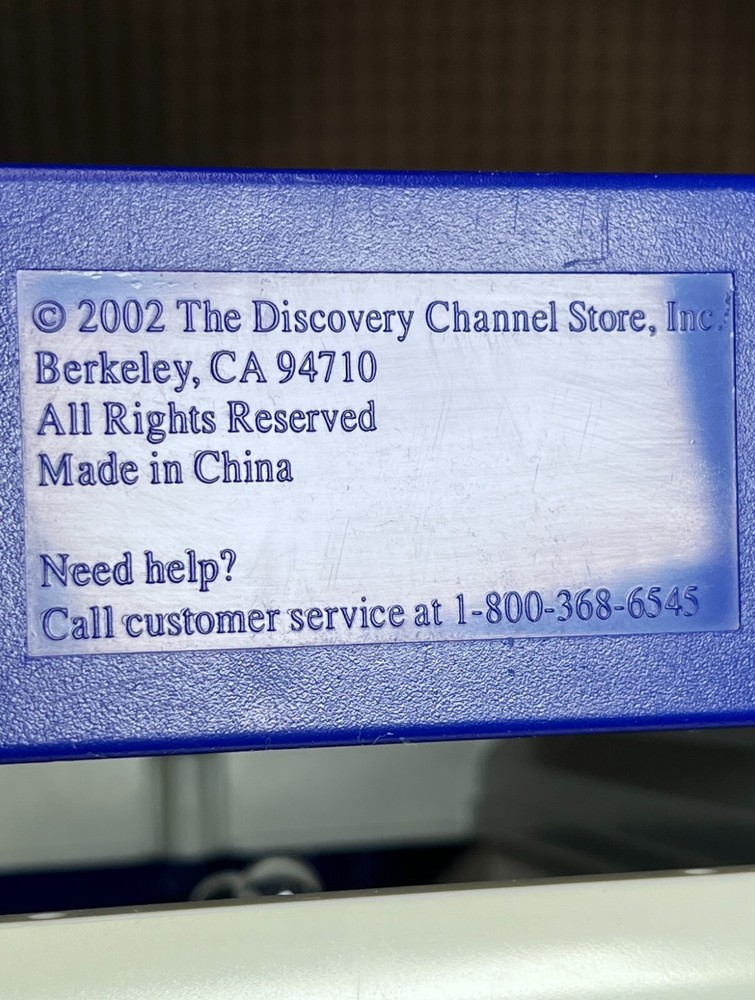 © 2002 The Discovery Channel Store, Inc.
Berkeley, CA 94710
All Rights Reserved
Made in China
Need help?
Call customer service at 1-800-368-6545